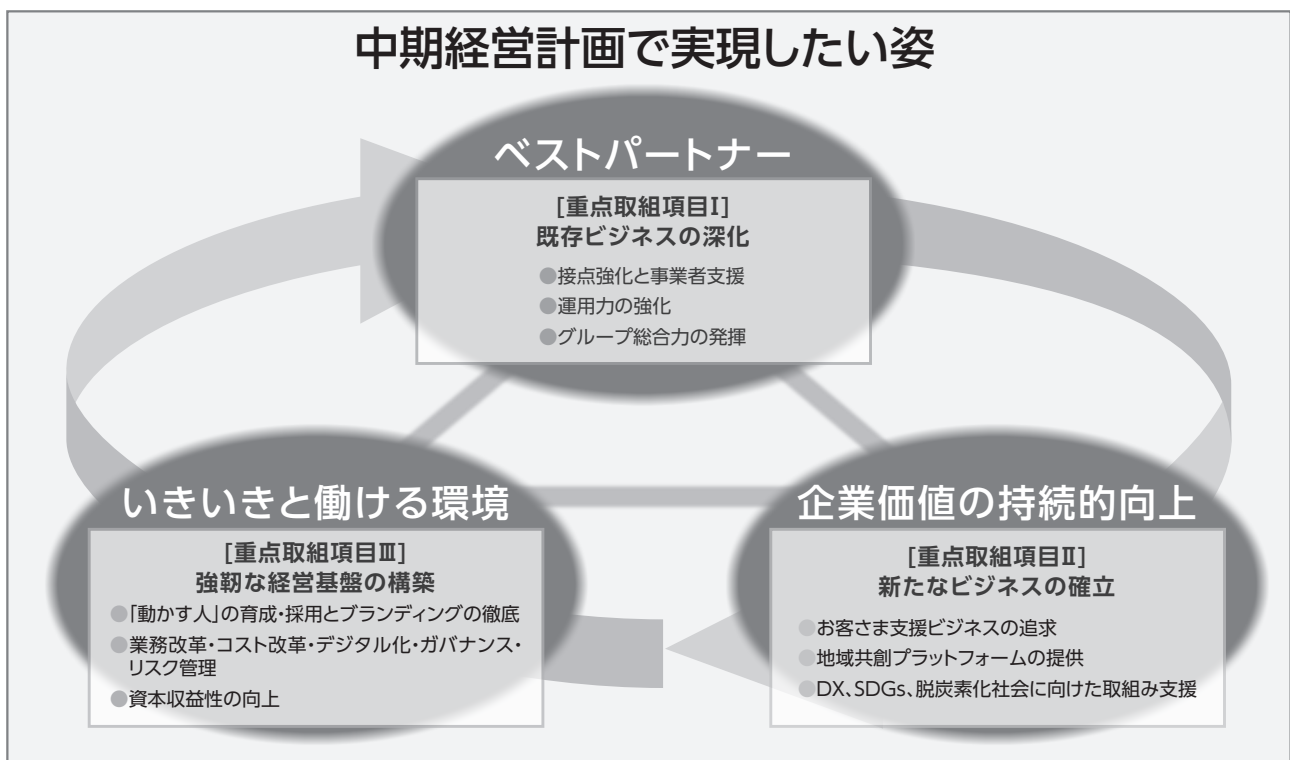 中期経営計画で実現したい姿
ベストパートナー
[重点取組項目Ⅰ]
既存ビジネスの深化
●接点強化と事業者支援
●運用力の強化
●グループ総合力の発揮
いきいきと働ける環境
[重点取組項目Ⅲ]
強靭な経営基盤の構築
●「動かす人」の育成・採用とブランディングの徹底
●業務改革・コスト改革・デジタル化・ガバナンス・
リスク管理
●資本収益性の向上
企業価値の持続的向上
[重点取組項目Ⅱ]
新たなビジネスの確立
●お客さま支援ビジネスの追求
●地域共創プラットフォームの提供
●DX、SDGs、脱炭素化社会に向けた取組み支援